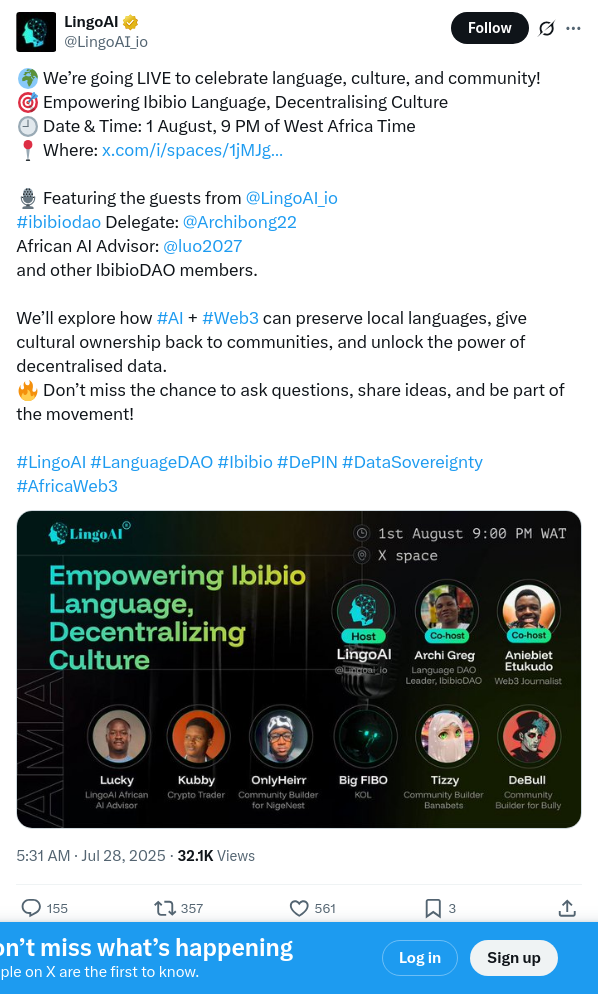 LingoAI
@LingoAI_io
Follow
🌍 We’re going LIVE to celebrate language, culture, and community!
🎯 Empowering Ibibio Language, Decentralising Culture
🕘 Date & Time: 1 August, 9 PM of West Africa Time
📍 Where: x.com/i/spaces/1jMJg...
🎙️ Featuring the guests from @LingoAI_io
#ibibiodao Delegate: @Archibong22
African AI Advisor: @luo2027
and other IbibioDAO members.
We’ll explore how #AI + #Web3 can preserve local languages, give
cultural ownership back to communities, and unlock the power of
decentralised data.
🔥 Don’t miss the chance to ask questions, share ideas, and be part of
the movement!
#LingoAI #LanguageDAO #Ibibio #DePIN #DataSovereignty
#AfricaWeb3
LingoAI®
1st August 9:00 PM WAT
X space
Empowering Ibibio
Language,
Decentralizing
Culture
AMA
Host
LingoAI
@Lingoai_io
Co-host
Archi Greg
Language DAO
Leader, IbibioDAO
Co-host
Aniebiet
Etukudo
Web3 Journalist
Lucky
LingoAI African
AI Advisor
Kubby
Crypto Trader
OnlyHeirr
Community Builder
for NigeNest
Big FIBO
KOL
Tizzy
Community Builder
Banabets
DeBull
Community
Builder for Bully
5:31 AM · Jul 28, 2025 · 32.1K Views
155
357
561
3
on’t miss what’s happening
ple on X are the first to know.
Log in
Sign up